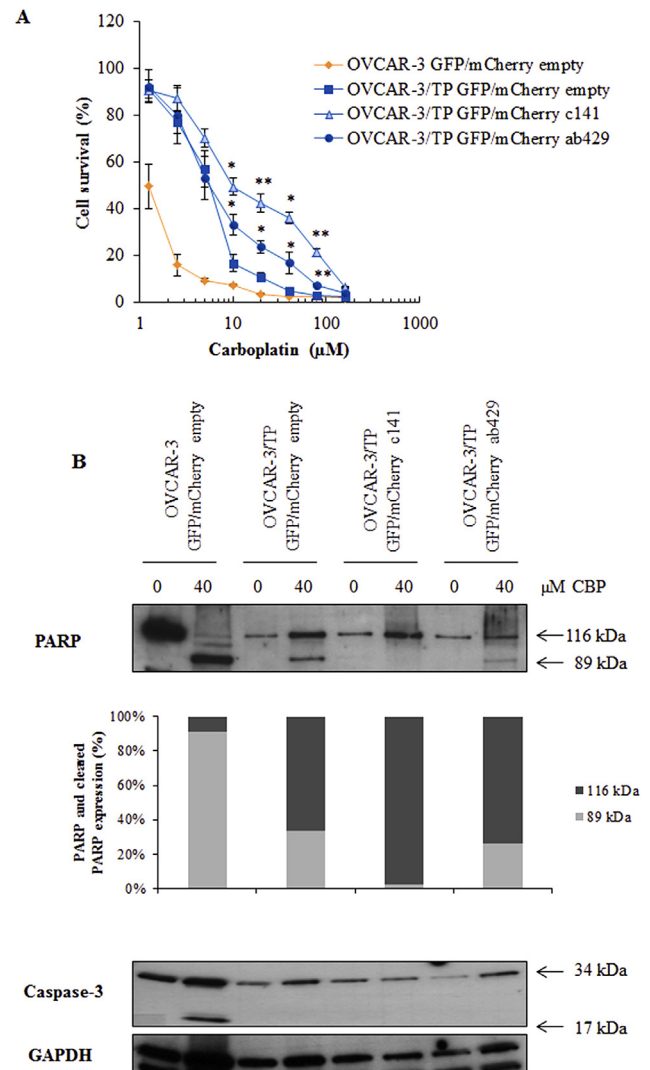 A
120
100
80
60
40
20
0
Cell survival (%)
OVCAR-3 GFP/mCherry empty
OVCAR-3/TP GFP/mCherry empty
OVCAR-3/TP GFP/mCherry c141
OVCAR-3/TP GFP/mCherry ab429
* ** * **
* * * **
1 10 100 1000
Carboplatin (µM)
B
OVCAR-3
GFP/mCherry empty
OVCAR-3/TP
GFP/mCherry empty
OVCAR-3/TP
GFP/mCherry c141
OVCAR-3/TP
GFP/mCherry ab429
0 40 0 40 0 40 0 40 µM CBP
PARP
116 kDa
89 kDa
PARP and cleaved
PARP expression (%)
100%
80%
60%
40%
20%
0%
116 kDa
89 kDa
Caspase-3
34 kDa
17 kDa
GAPDH